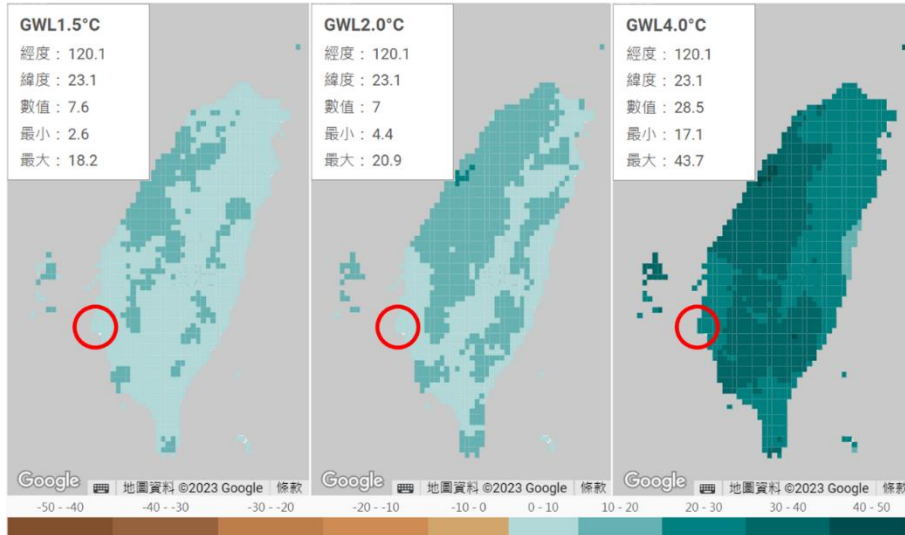 GWL1.5°C
經度：120.1
緯度：23.1
數值：7.6
最小：2.6
最大：18.2
Google
地圖資料 ©2023 Google
條款
GWL2.0°C
經度：120.1
緯度：23.1
數值：7
最小：4.4
最大：20.9
Google
地圖資料 ©2023 Google
條款
GWL4.0°C
經度：120.1
緯度：23.1
數值：28.5
最小：17.1
最大：43.7
Google
地圖資料 ©2023 Google
條款
-50 - -40
-40 - -30
-30 - -20
-20 - -10
-10 - 0
0 - 10
10 - 20
20 - 30
30 - 40
40 - 50